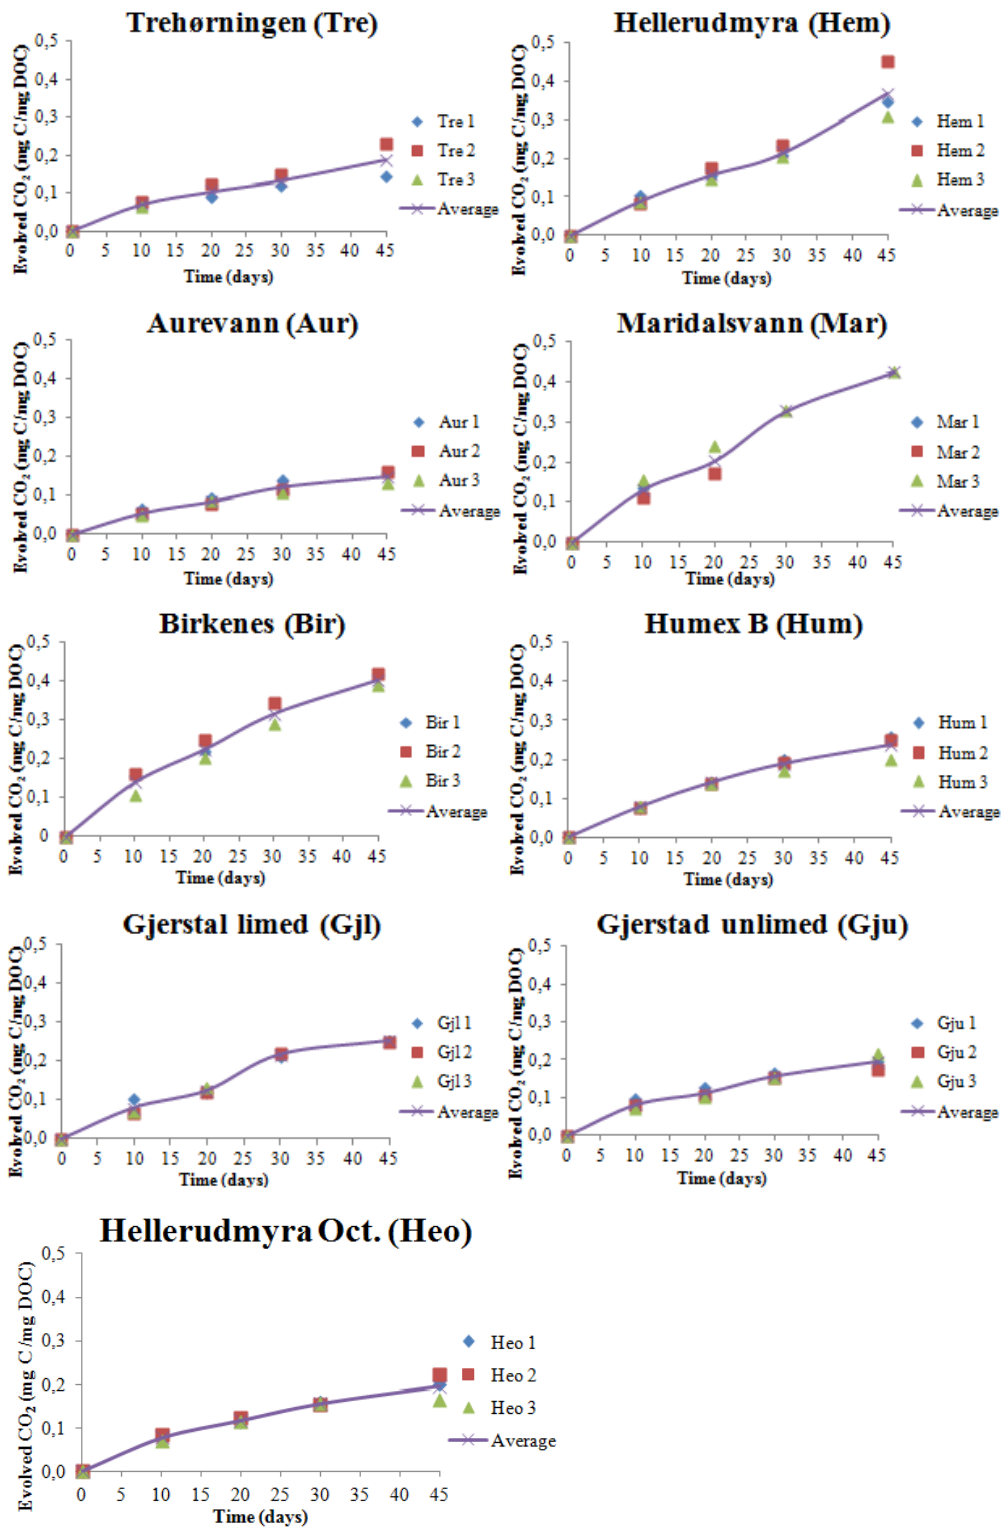 Trehørningen (Tre)
Evolved CO₂ (mg C/mg DOC)
0,5
0,4
0,3
0,2
0,1
0,0
0 5 10 15 20 25 30 35 40 45
Time (days)
Tre 1
Tre 2
Tre 3
Average
Hellerudmyra (Hem)
Evolved CO₂ (mg C/mg DOC)
0,5
0,4
0,3
0,2
0,1
0,0
0 5 10 15 20 25 30 35 40 45
Time (days)
Hem 1
Hem 2
Hem 3
Average
Aurevann (Aur)
Evolved CO₂ (mg C/mg DOC)
0,5
0,4
0,3
0,2
0,1
0,0
0 5 10 15 20 25 30 35 40 45
Time (days)
Aur 1
Aur 2
Aur 3
Average
Maridalsvann (Mar)
Evolved CO₂ (mg C/mg DOC)
0,5
0,4
0,3
0,2
0,1
0,0
0 5 10 15 20 25 30 35 40 45
Time (days)
Mar 1
Mar 2
Mar 3
Average
Birkenes (Bir)
Evolved CO₂ (mg C/mg DOC)
0,5
0,4
0,3
0,2
0,1
0
0 5 10 15 20 25 30 35 40 45
Time (days)
Bir 1
Bir 2
Bir 3
Average
Humex B (Hum)
Evolved CO₂ (mg C/mg DOC)
0,5
0,4
0,3
0,2
0,1
0,0
0 5 10 15 20 25 30 35 40 45
Time (days)
Hum 1
Hum 2
Hum 3
Average
Gjerstal limed (Gjl)
Evolved CO₂ (mg C/mg DOC)
0,5
0,4
0,3
0,2
0,1
0,0
0 5 10 15 20 25 30 35 40 45
Time (days)
Gjl 1
Gjl 2
Gjl 3
Average
Gjerstad unlimed (Gju)
Evolved CO₂ (mg C/mg DOC)
0,5
0,4
0,3
0,2
0,1
0,0
0 5 10 15 20 25 30 35 40 45
Time (days)
Gju 1
Gju 2
Gju 3
Average
Hellerudmyra Oct. (Heo)
Evolved CO₂ (mg C /mg DOC)
0,5
0,4
0,3
0,2
0,1
0,0
0 5 10 15 20 25 30 35 40 45
Time (days)
Heo 1
Heo 2
Heo 3
Average